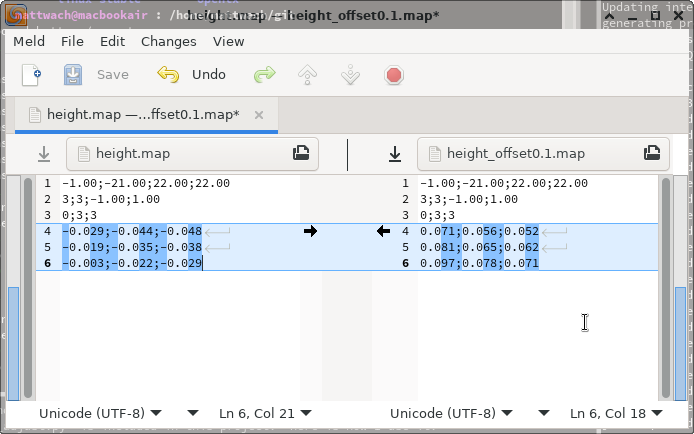 mattwach@macbookair : /home
height.map — height_offset0.1.map*
Updating inte
generating pr
Meld File Edit Changes View
Save Undo
height.map —...ffset0.1.map*
height.map height_offset0.1.map
1 -1.00;-21.00;22.00;22.00
2 3;3;-1.00;1.00
3 0;3;3
4 -0.029;-0.044;-0.048
5 -0.019;-0.035;-0.038
6 -0.003;-0.022;-0.029
1 -1.00;-21.00;22.00;22.00
2 3;3;-1.00;1.00
3 0;3;3
4 0.071;0.056;0.052
5 0.081;0.065;0.062
6 0.097;0.078;0.071
Unicode (UTF-8) Ln 6, Col 21 Unicode (UTF-8) Ln 6, Col 18